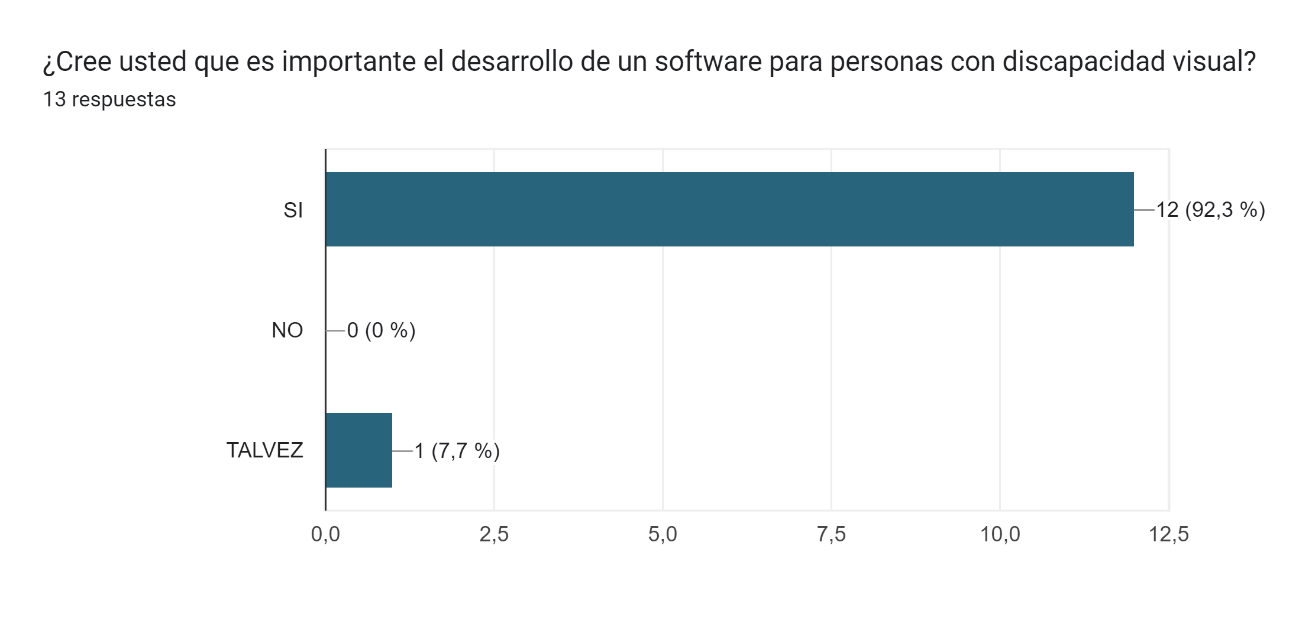 ¿Cree usted que es importante el desarrollo de un software para personas con discapacidad visual?
13 respuestas
SI
12 (92,3 %)
NO
0 (0 %)
TALVEZ
1 (7,7 %)
0,0
2,5
5,0
7,5
10,0
12,5